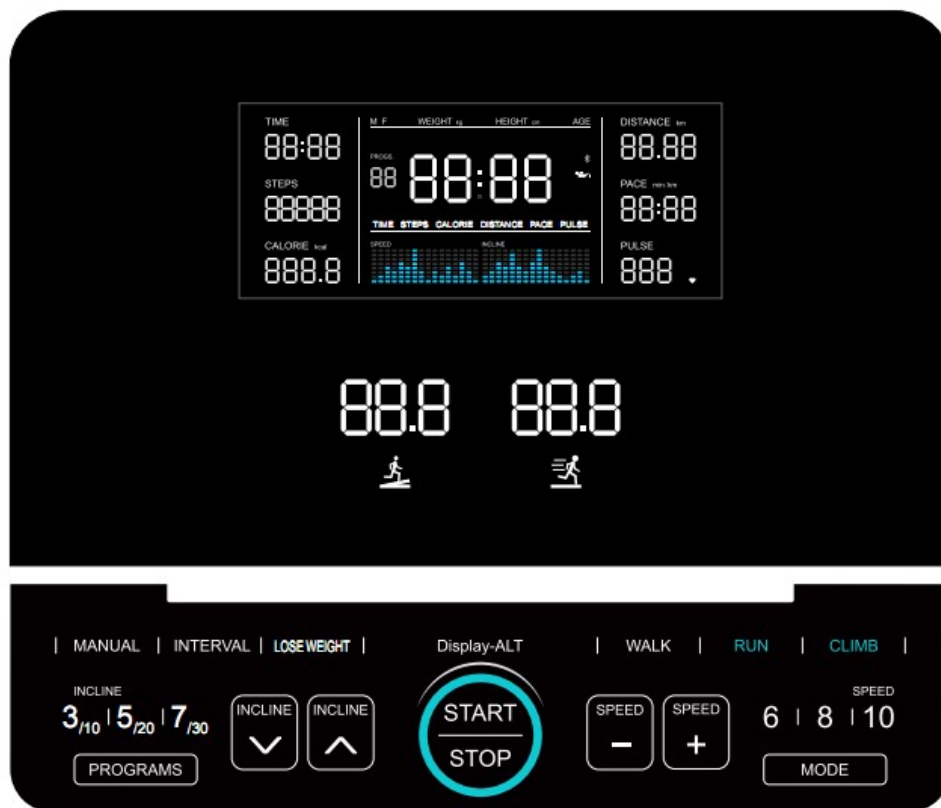 TIME
88:88
STEPS
88888
CALORIE kcal
888.8
M F WEIGHT kg HEIGHT cm AGE
PROGS.
88 88:88
TIME STEPS CALORIE DISTANCE PACE PULSE
SPEED INCLINE
DISTANCE km
88.88
PACE min/km
88:88
PULSE
888
88.8 88.8
| MANUAL | INTERVAL | LOSE WEIGHT |
INCLINE
3/10 | 5/20 | 7/30
PROGRAMS
INCLINE INCLINE
Display-ALT
START
STOP
| WALK | RUN | CLIMB |
SPEED SPEED
- +
SPEED
6 | 8 | 10
MODE